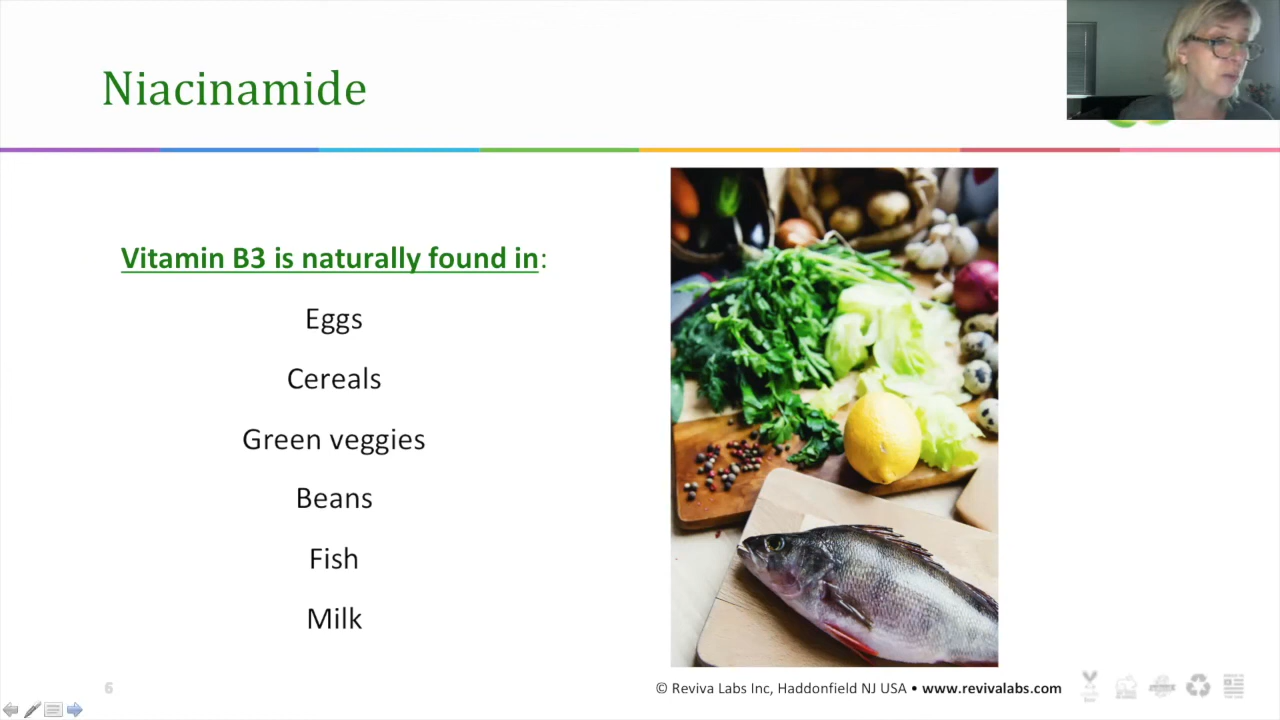 Niacinamide
Vitamin B3 is naturally found in:
Eggs
Cereals
Green veggies
Beans
Fish
Milk
6
© Reviva Labs Inc, Haddonfield NJ USA • www.revivalabs.com